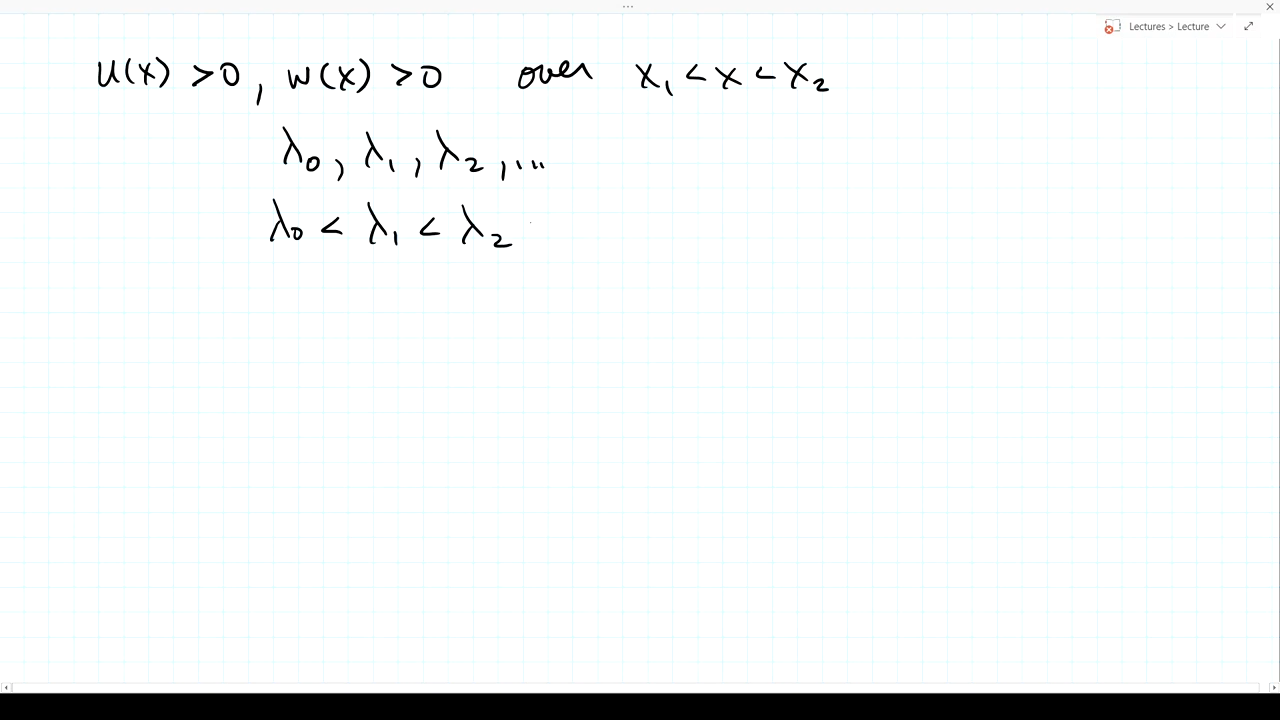 ...
Lectures > Lecture
u(x) > 0, w(x) > 0 over x₁ < x < x₂
λ₀, λ₁, λ₂, ...
λ₀ < λ₁ < λ₂